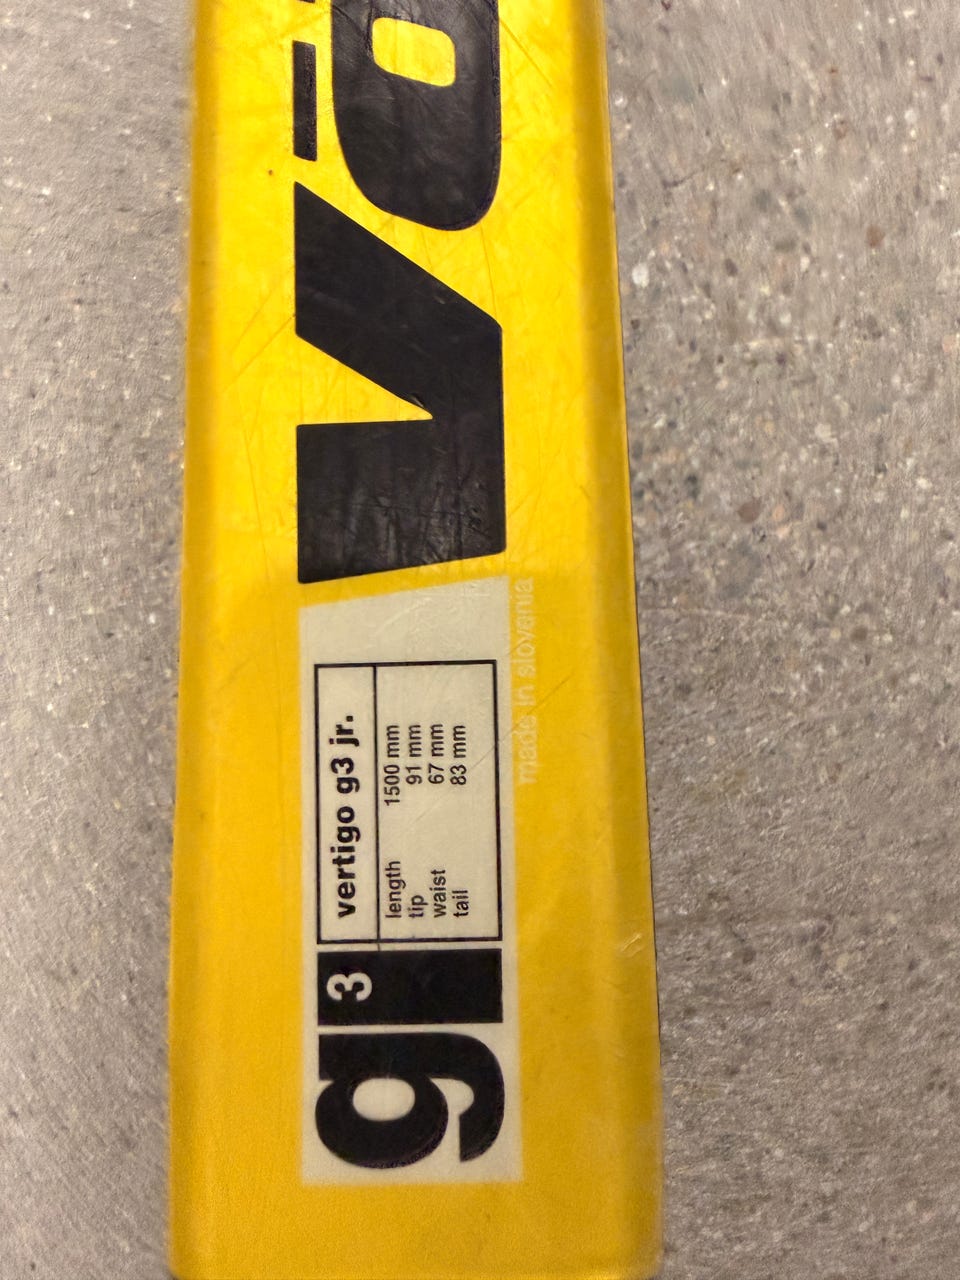 vertigo g3 jr.
length 1500 mm
tip 91 mm
waist 67 mm
tail 83 mm
g3
made in slovenia